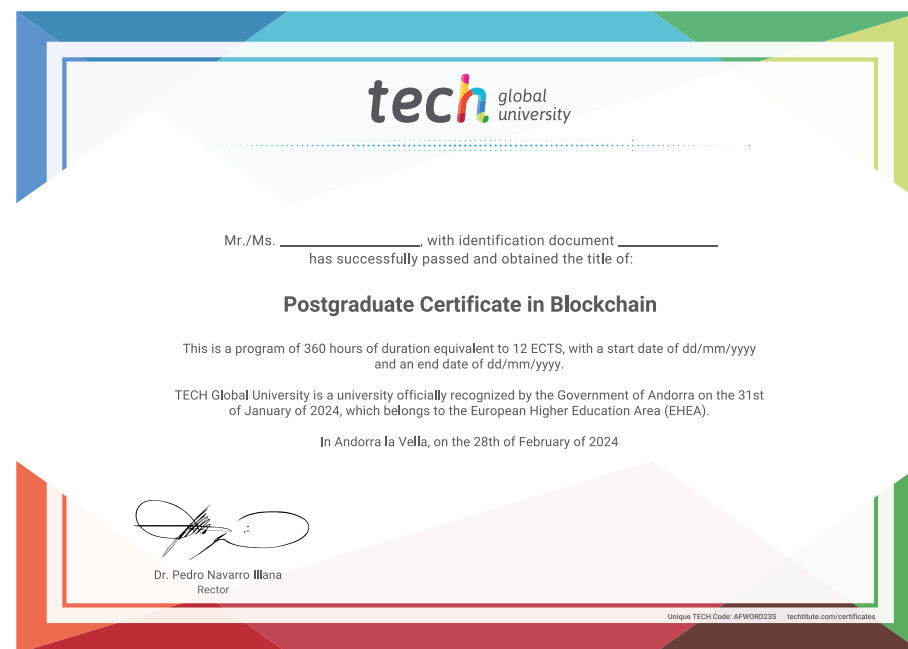 tech global university
Mr./Ms. ____________________, with identification document ______________
has successfully passed and obtained the title of:
Postgraduate Certificate in Blockchain
This is a program of 360 hours of duration equivalent to 12 ECTS, with a start date of dd/mm/yyyy
and an end date of dd/mm/yyyy.
TECH Global University is a university officially recognized by the Government of Andorra on the 31st
of January of 2024, which belongs to the European Higher Education Area (EHEA).
In Andorra la Vella, on the 28th of February of 2024
Dr. Pedro Navarro Illana
Rector
Unique TECH Code: AFWORD23S techtitute.com/certificates